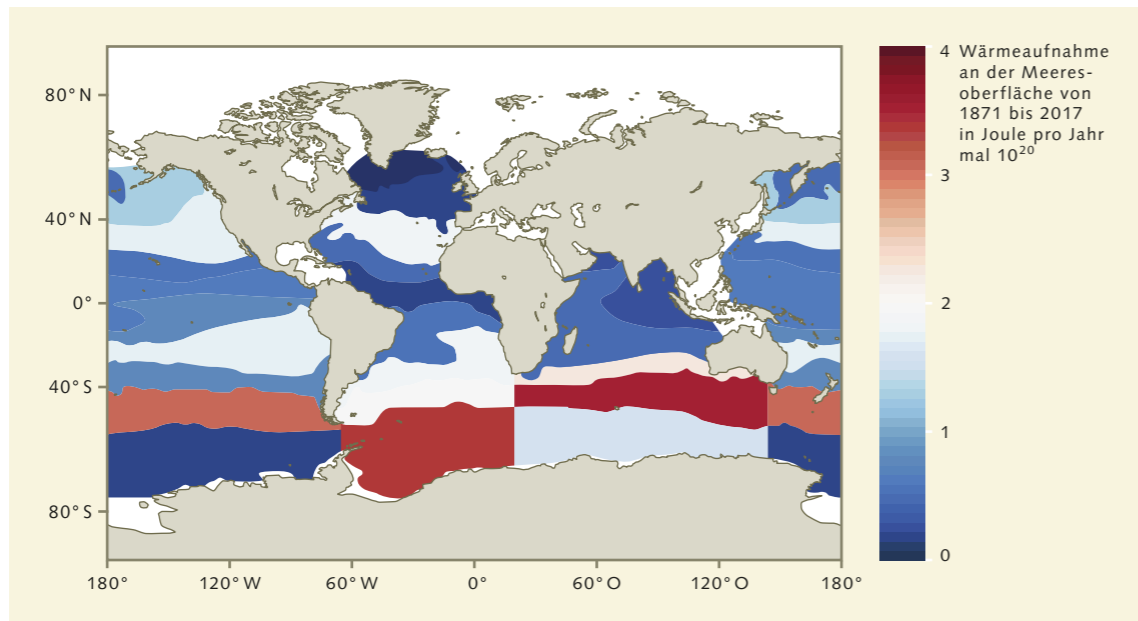 80° N
40° N
0°
40° S
80° S
180°
120° W
60° W
0°
60° O
120° O
180°
4
3
2
1
0
Wärmeaufnahme
an der Meeres-
oberfläche von
1871 bis 2017
in Joule pro Jahr
mal 10²⁰